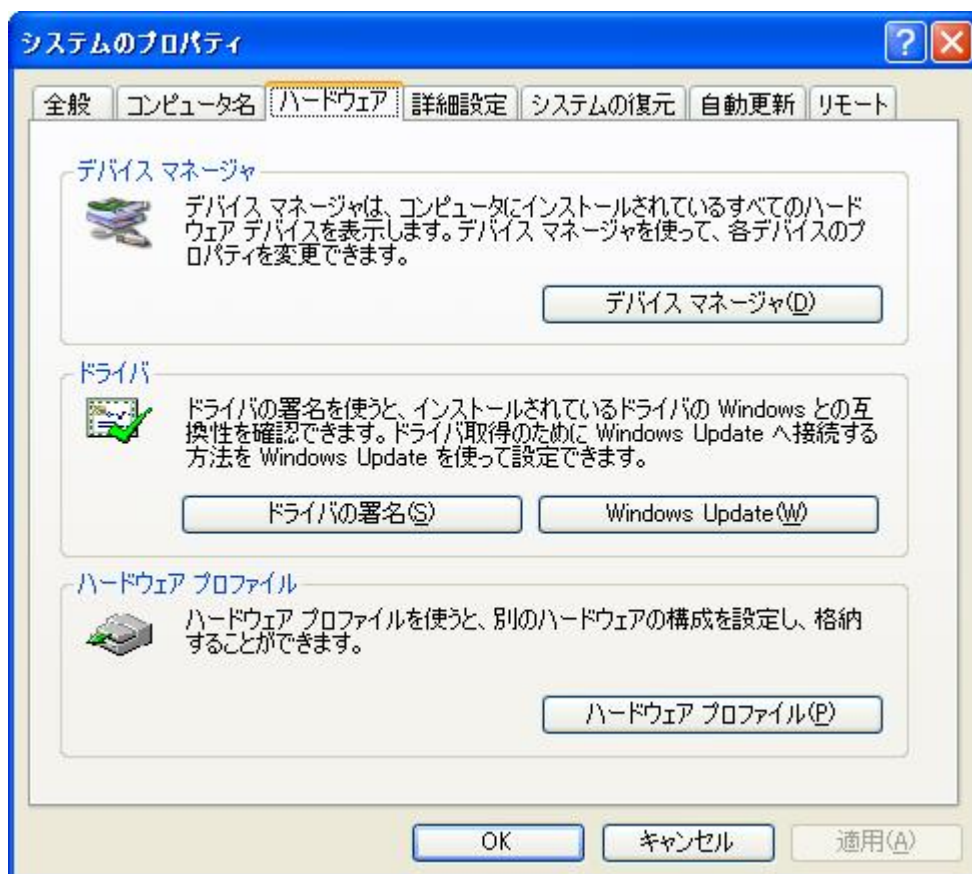 システムのプロパティ
全般 コンピュータ名 ハードウェア 詳細設定 システムの復元 自動更新 リモート
デバイス マネージャ
デバイス マネージャは、コンピュータにインストールされているすべてのハード
ウェア デバイスを表示します。デバイス マネージャを使って、各デバイスのプ
ロパティを変更できます。
デバイス マネージャ(D)
ドライバ
ドライバの署名を使うと、インストールされているドライバの Windows との互
換性を確認できます。ドライバ取得のために Windows Update へ接続する
方法を Windows Update を使って設定できます。
ドライバの署名(S) Windows Update(W)
ハードウェア プロファイル
ハードウェア プロファイルを使うと、別のハードウェアの構成を設定し、格納
することができます。
ハードウェア プロファイル(P)
OK キャンセル 適用(A)